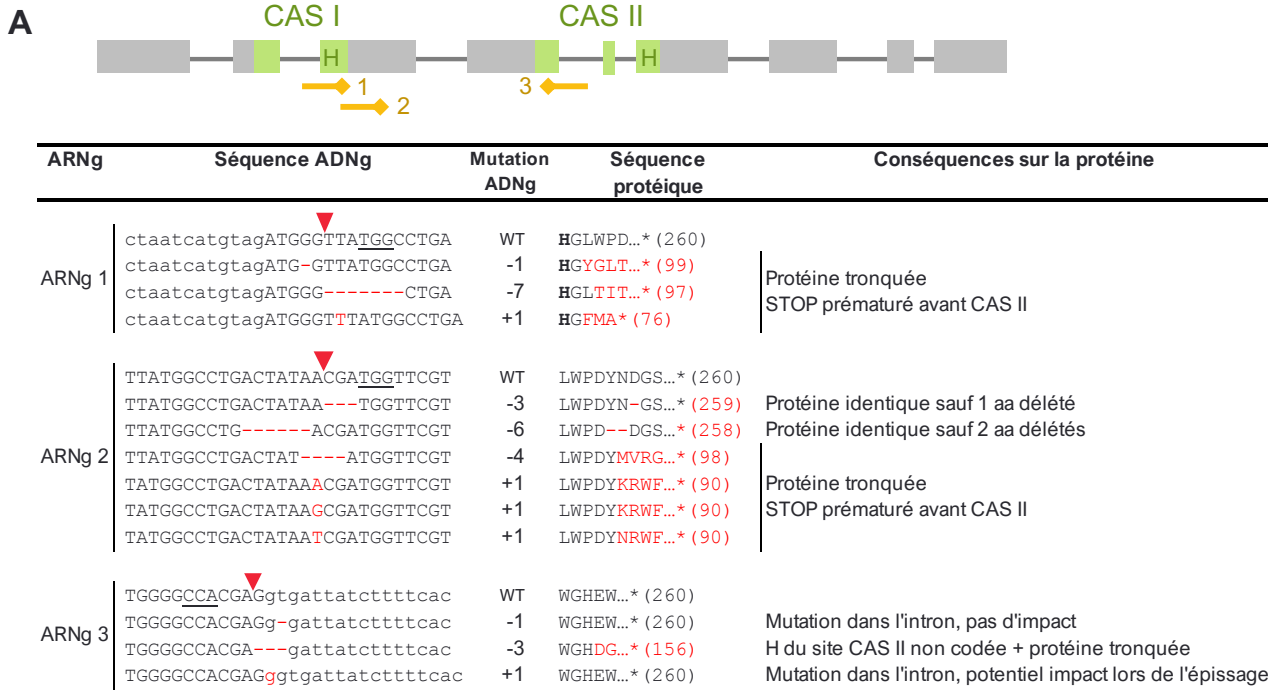 A
CAS I CAS II
H H
1
2
3
ARNg Séquence ADNg Mutation ADNg Séquence protéique Conséquences sur la protéine
ctaatcatgtagATGGGTTATGGCCTGA WT HGLWPD…*(260)
ARNg 1
ctaatcatgtagATG-GTTATGGCCTGA -1 HGYGLT…*(99)
ctaatcatgtagATGGG-------CTGA -7 HGLTIT…*(97)
ctaatcatgtagATGGGTTTATGGCCTGA +1 HGFMA*(76)
Protéine tronquée
STOP prématuré avant CAS II
TTATGGCCTGACTATAACGATGGTTCGT WT LWPDYNDGS…*(260)
TTATGGCCTGACTATAA---TGGTTCGT -3 LWPDYN-GS…*(259) Protéine identique sauf 1 aa délété
TTATGGCCTG------ACGATGGTTCGT -6 LWPD--DGS…*(258) Protéine identique sauf 2 aa délétés
ARNg 2
TTATGGCCTGACTAT----ATGGTTCGT -4 LWPDYMVRG…*(98)
TATGGCCTGACTATAAACGATGGTTCGT +1 LWPDYKRWF…*(90)
TATGGCCTGACTATAAGCGATGGTTCGT +1 LWPDYKRWF…*(90)
TATGGCCTGACTATAATCGATGGTTCGT +1 LWPDYNRWF…*(90)
Protéine tronquée
STOP prématuré avant CAS II
TGGGGCCACGAGgtgattatcttttcac WT WGHEW…*(260)
ARNg 3
TGGGGCCACGAGg-gattatcttttcac -1 WGHEW…*(260) Mutation dans l'intron, pas d'impact
TGGGGCCACGA---gattatcttttcac -3 WGHDG…*(156) H du site CAS II non codée + protéine tronquée
TGGGGCCACGAGggtgattatcttttcac +1 WGHEW…*(260) Mutation dans l'intron, potentiel impact lors de l'épissage